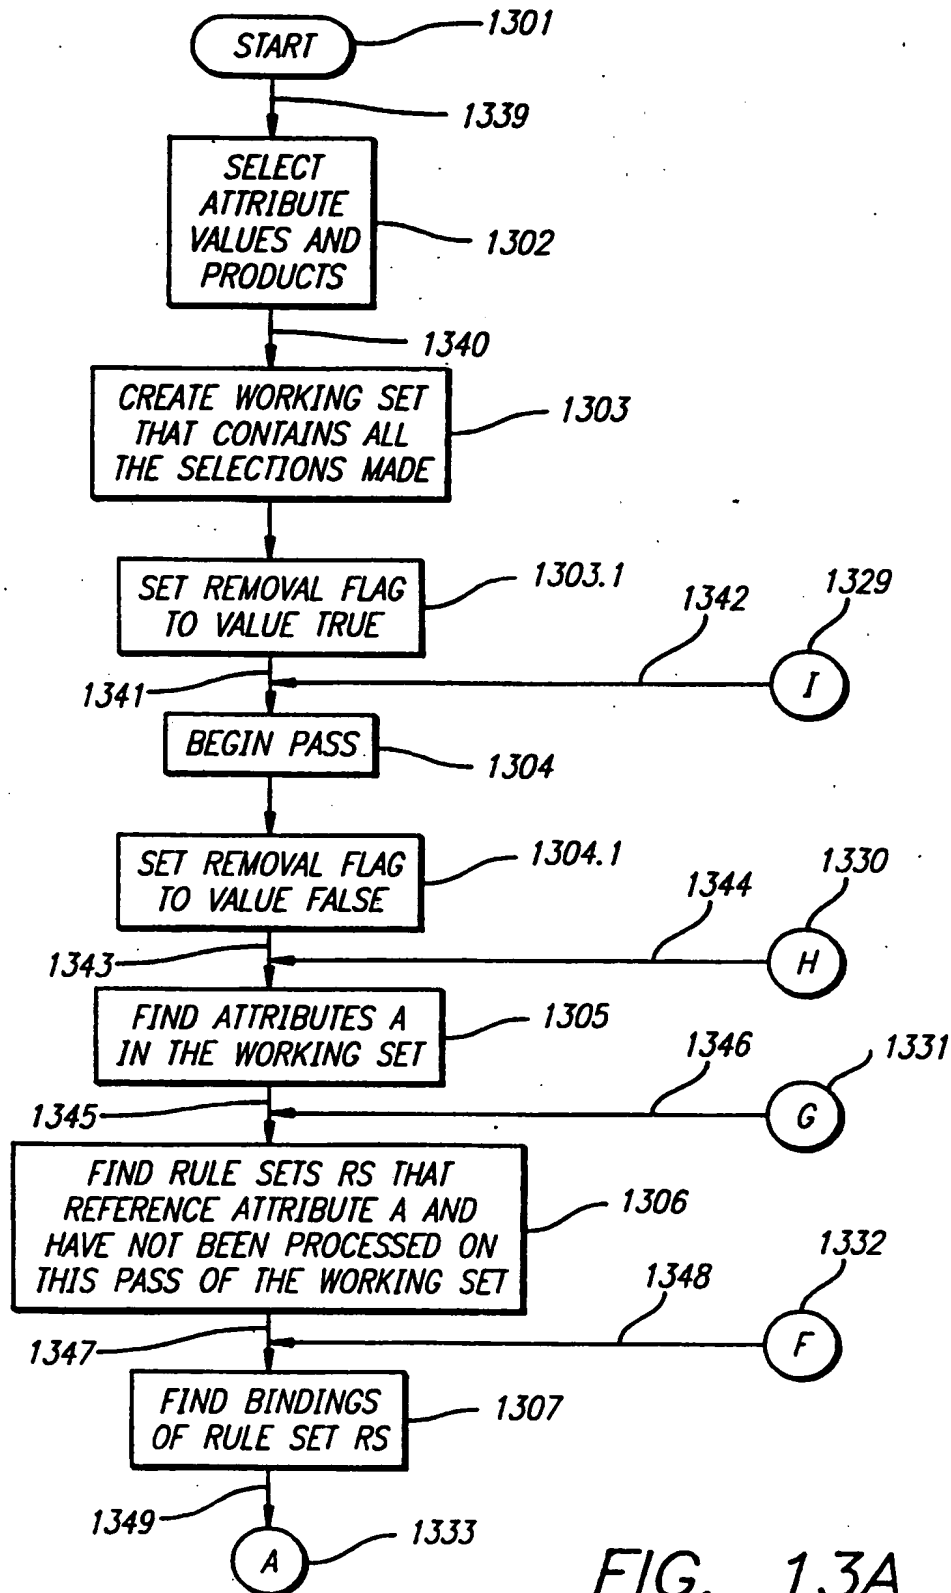 START
1301
1339
SELECT
ATTRIBUTE
VALUES AND
PRODUCTS
1302
1340
CREATE WORKING SET
THAT CONTAINS ALL
THE SELECTIONS MADE
1303
SET REMOVAL FLAG
TO VALUE TRUE
1303.1
1342
1329
I
1341
BEGIN PASS
1304
SET REMOVAL FLAG
TO VALUE FALSE
1304.1
1344
1330
H
1343
FIND ATTRIBUTES A
IN THE WORKING SET
1305
1346
1331
G
1345
FIND RULE SETS RS THAT
REFERENCE ATTRIBUTE A AND
HAVE NOT BEEN PROCESSED ON
THIS PASS OF THE WORKING SET
1306
1348
1332
F
1347
FIND BINDINGS
OF RULE SET RS
1307
1349
A
1333
FIG. 13A